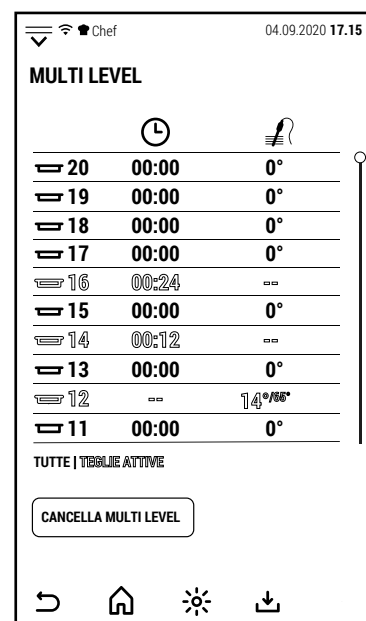 Chef 04.09.2020 17.15
MULTI LEVEL
20 00:00 0°
19 00:00 0°
18 00:00 0°
17 00:00 0°
16 00:24 --
15 00:00 0°
14 00:12 --
13 00:00 0°
12 -- 14°/65°
11 00:00 0°
TUTTE | TEGLIE ATTIVE
CANCELLA MULTI LEVEL